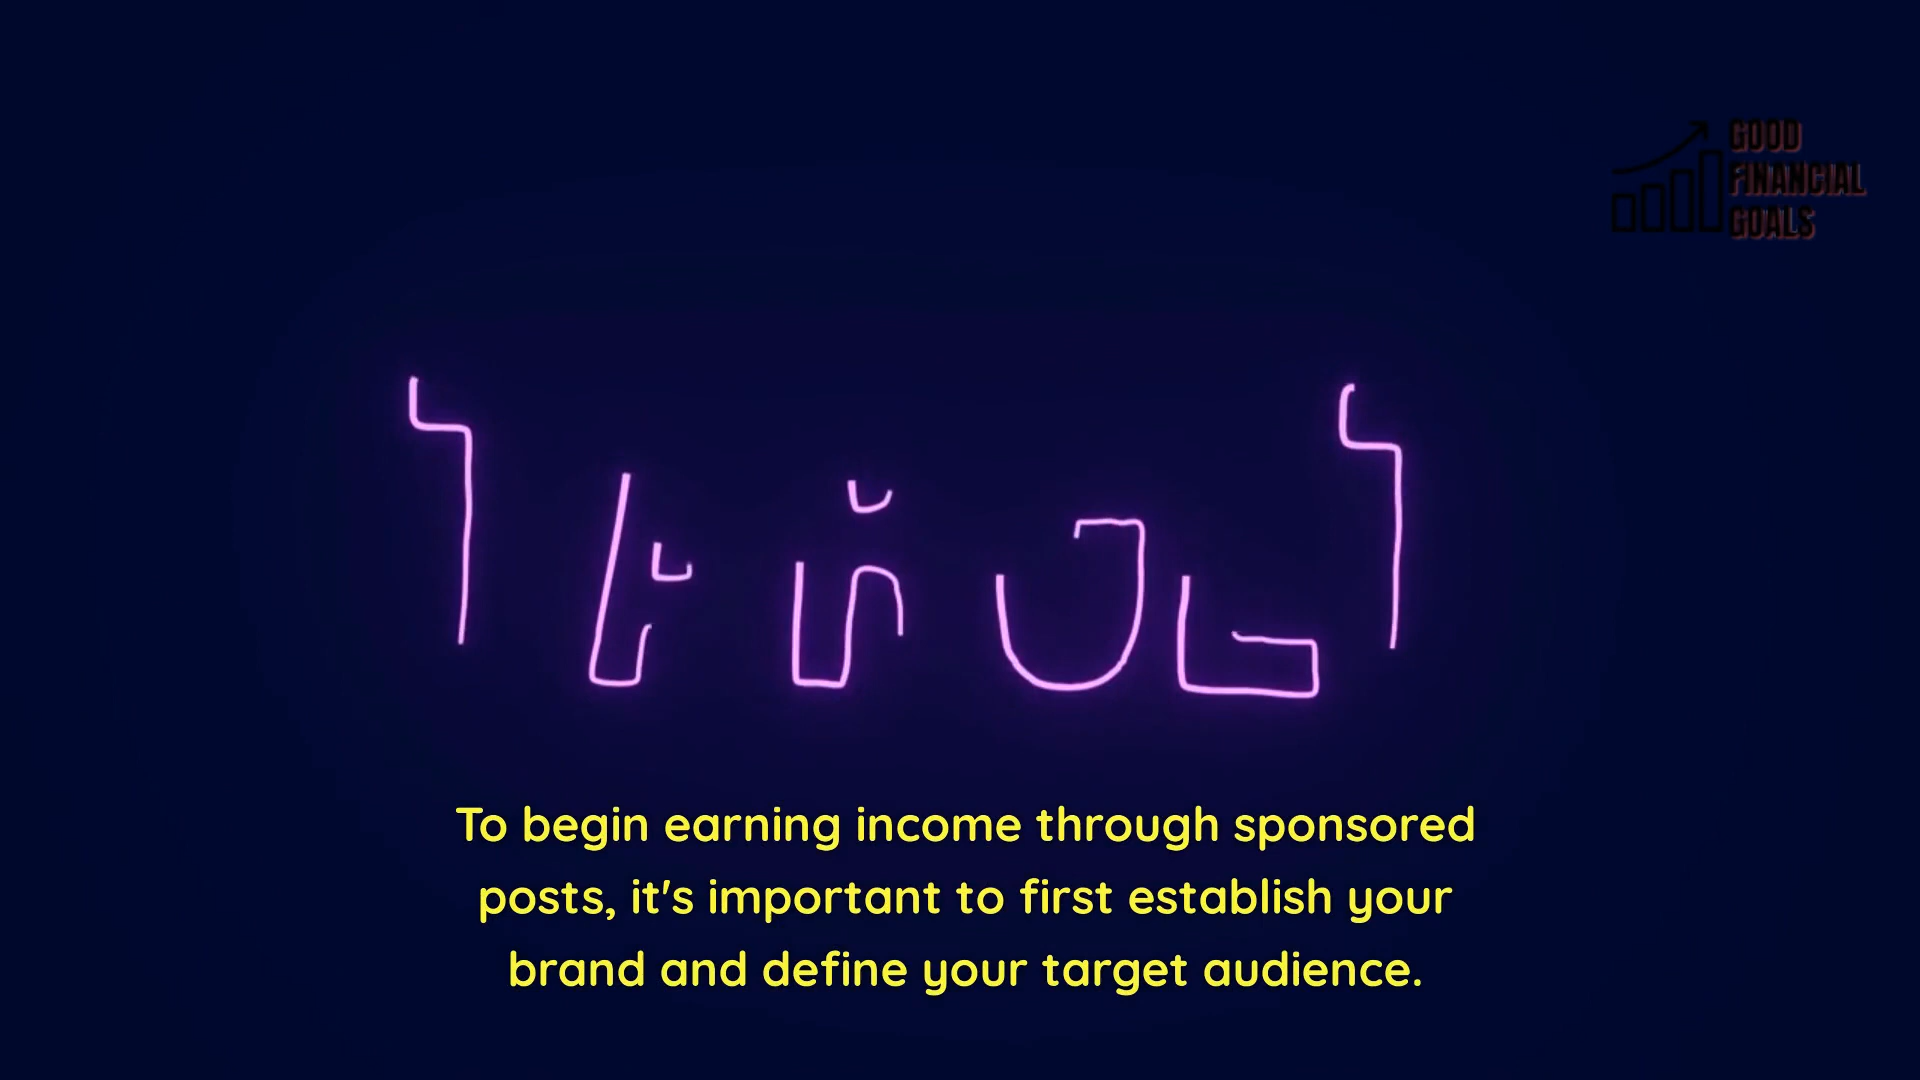 GOOD
FINANCIAL
GOALS
To begin earning income through sponsored
posts, it's important to first establish your
brand and define your target audience.